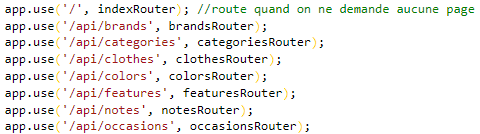 app.use('/', indexRouter); //route quand on ne demande aucune page
app.use('/api/brands', brandsRouter);
app.use('/api/categories', categoriesRouter);
app.use('/api/clothes', clothesRouter);
app.use('/api/colors', colorsRouter);
app.use('/api/features', featuresRouter);
app.use('/api/notes', notesRouter);
app.use('/api/occasions', occasionsRouter);